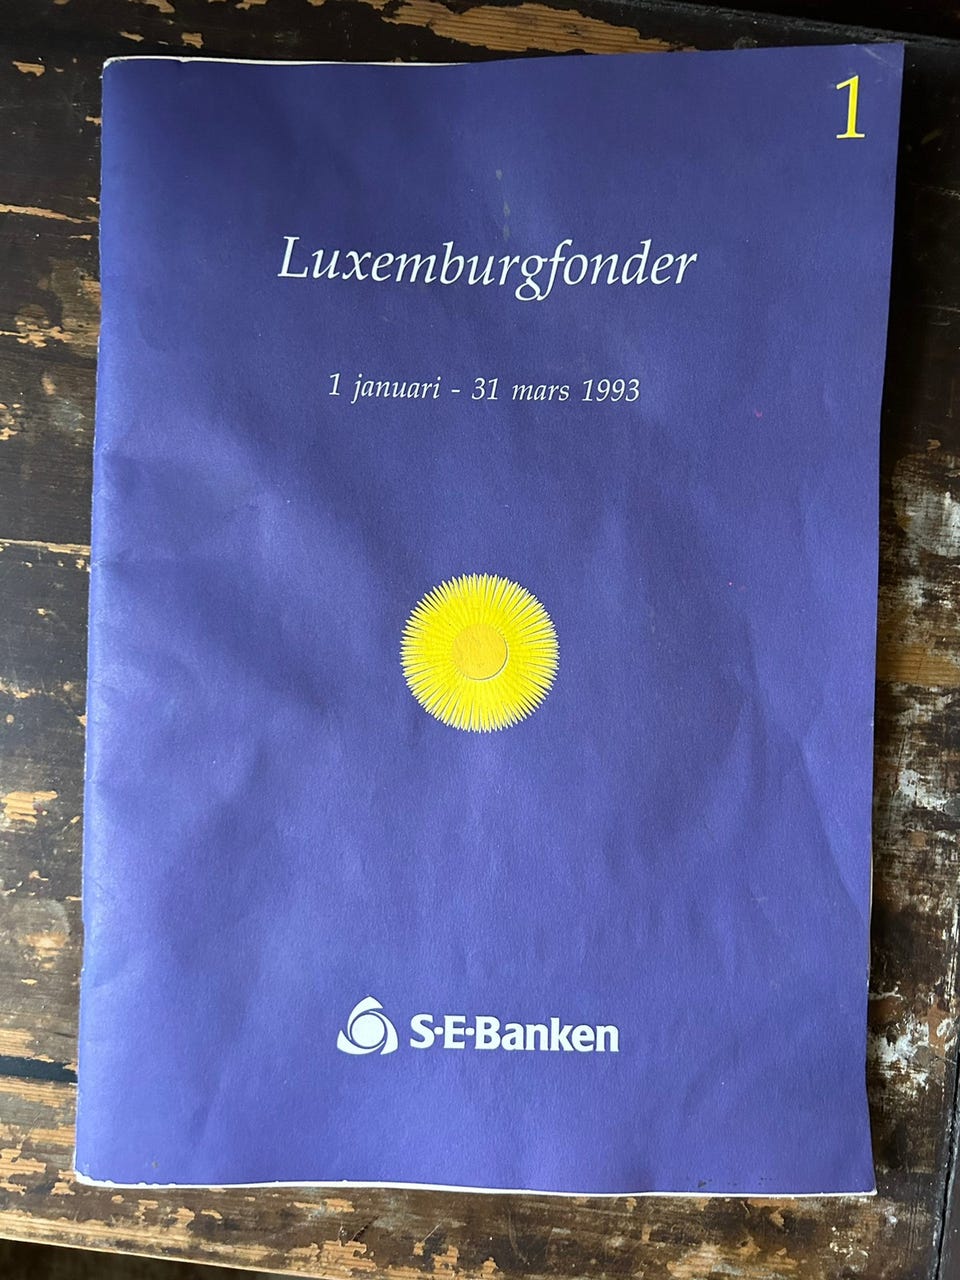 1
Luxemburgfonder
1 januari - 31 mars 1993
S·E·Banken